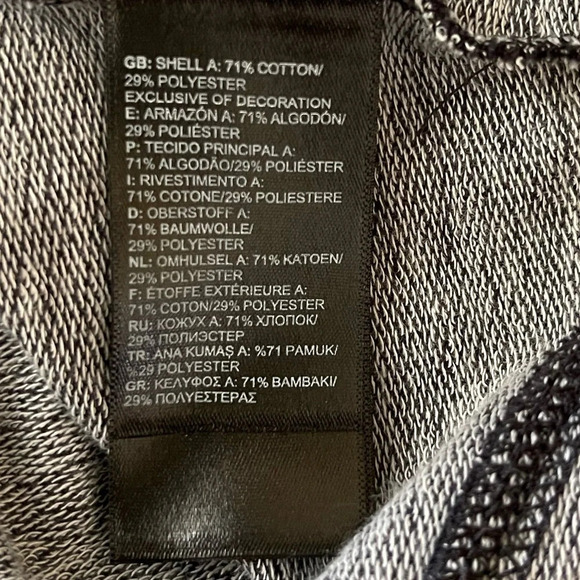 GB: SHELL A: 71% COTTON/
29% POLYESTER
EXCLUSIVE OF DECORATION
E: ARMAZÓN A: 71% ALGODÓN/
29% POLIÉSTER
P: TECIDO PRINCIPAL A:
71% ALGODÃO/29% POLIÉSTER
I: RIVESTIMENTO A:
71% COTONE/29% POLIESTERE
D: OBERSTOFF A:
71% BAUMWOLLE/
29% POLYESTER
NL: OMHULSEL A: 71% KATOEN/
29% POLYESTER
F: ÉTOFFE EXTÉRIEURE A:
71% COTON/29% POLYESTER
RU: КОЖУХ A: 71% ХЛОПОК/
29% ПОЛИЭСТЕР
TR: ANA KUMAŞ A: %71 PAMUK/
%29 POLYESTER
GR: ΚΕΛΥΦΟΣ Α: 71% ΒΑΜΒΑΚΙ/
29% ΠΟΛΥΕΣΤΕΡΑΣ